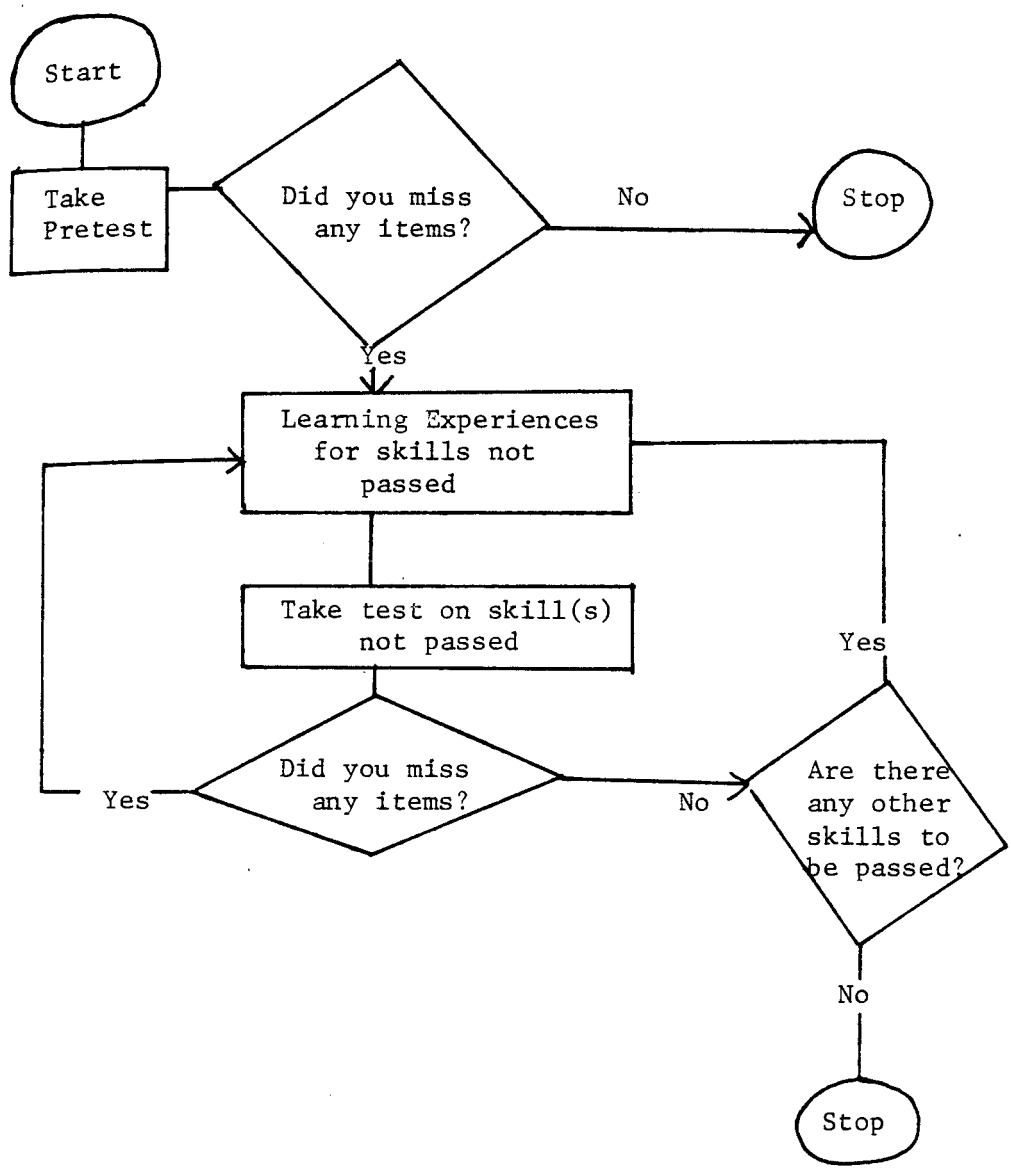 Start
Take
Pretest
Did you miss
any items?
No
Stop
Yes
Learning Experiences
for skills not
passed
Take test on skill(s)
not passed
Yes
Did you miss
any items?
Yes
No
Are there
any other
skills to
be passed?
No
Stop